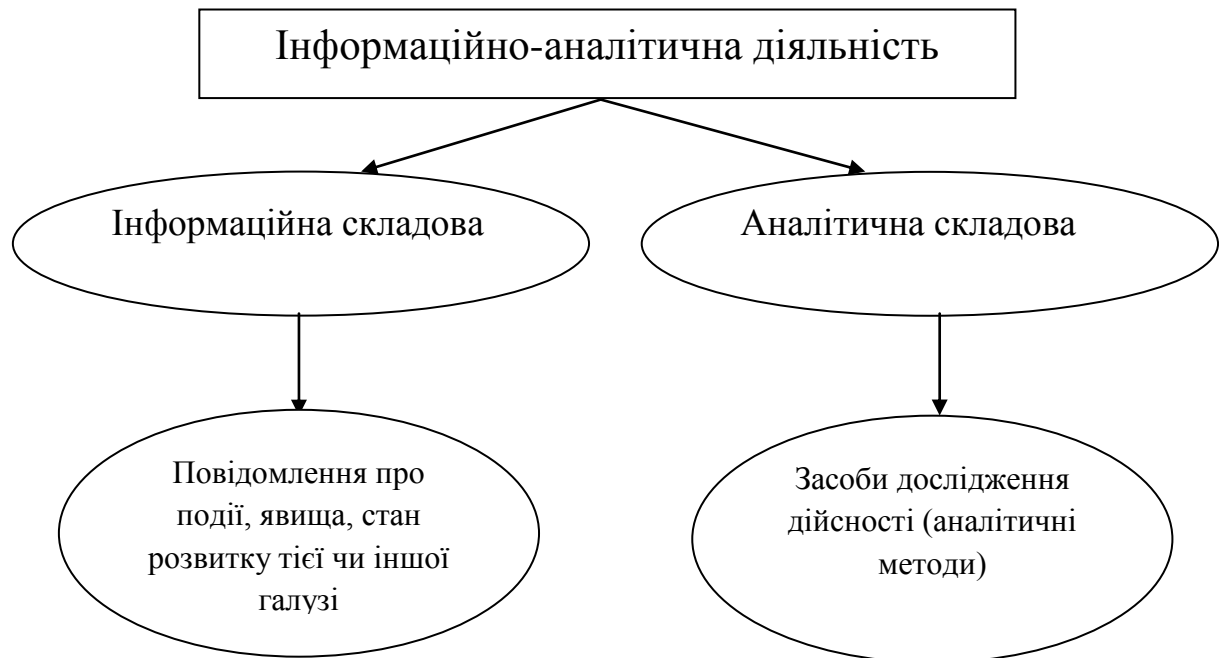 Інформаційно-аналітична діяльність
Інформаційна складова
Аналітична складова
Повідомлення про
події, явища, стан
розвитку тієї чи іншої
галузі
Засоби дослідження
дійсності (аналітичні
методи)